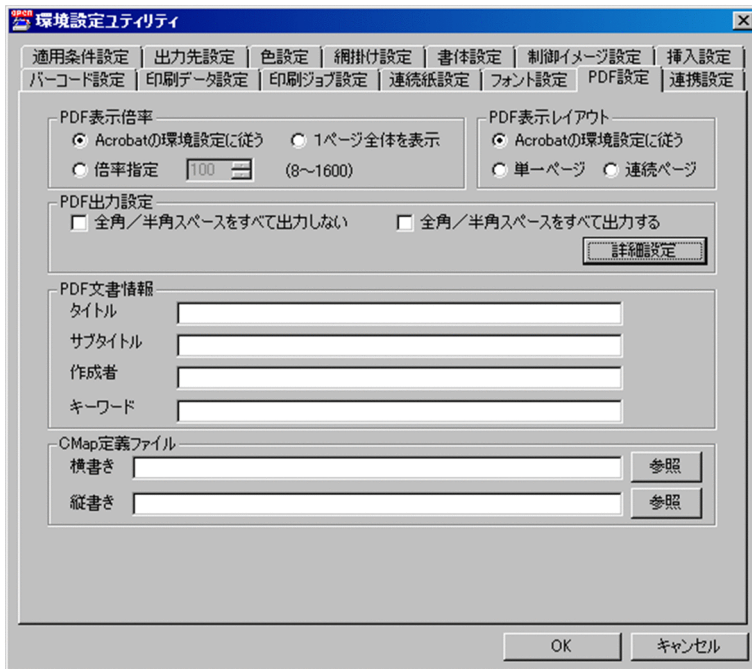 OPEN
環境設定ユティリティ
適用条件設定 出力先設定 色設定 網掛け設定 書体設定 制御イメージ設定 挿入設定
バーコード設定 印刷データ設定 印刷ジョブ設定 連続紙設定 フォント設定 PDF設定 連携設定
PDF表示倍率 PDF表示レイアウト
Acrobatの環境設定に従う 1ページ全体を表示 Acrobatの環境設定に従う
倍率指定 100 (8～1600) 単一ページ 連続ページ
PDF出力設定
全角/半角スペースをすべて出力しない 全角/半角スペースをすべて出力する
詳細設定
PDF文書情報
タイトル
サブタイトル
作成者
キーワード
CMap定義ファイル
横書き 参照
縦書き 参照
OK キャンセル